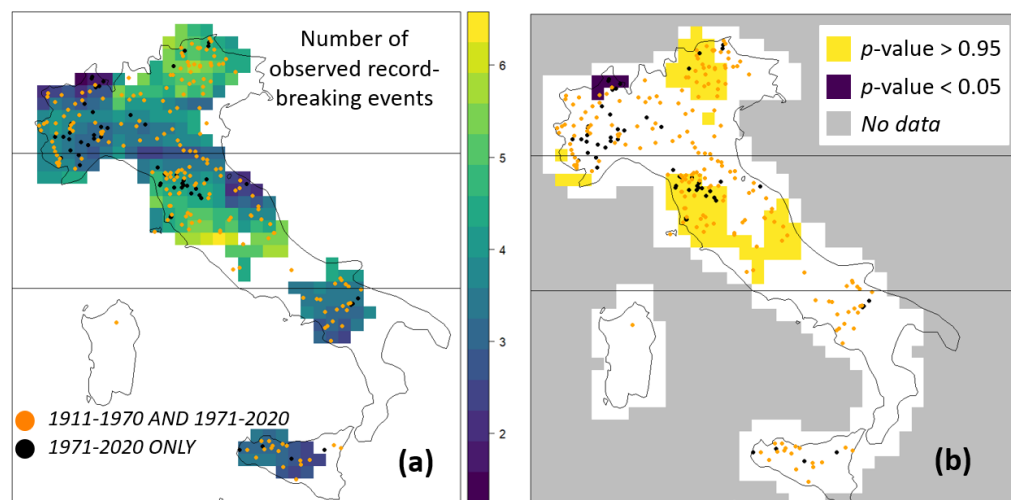 Number of
observed record-
breaking events
1911-1970 AND 1971-2020
1971-2020 ONLY
(a)
6
5
4
3
2
p-value > 0.95
p-value < 0.05
No data
(b)